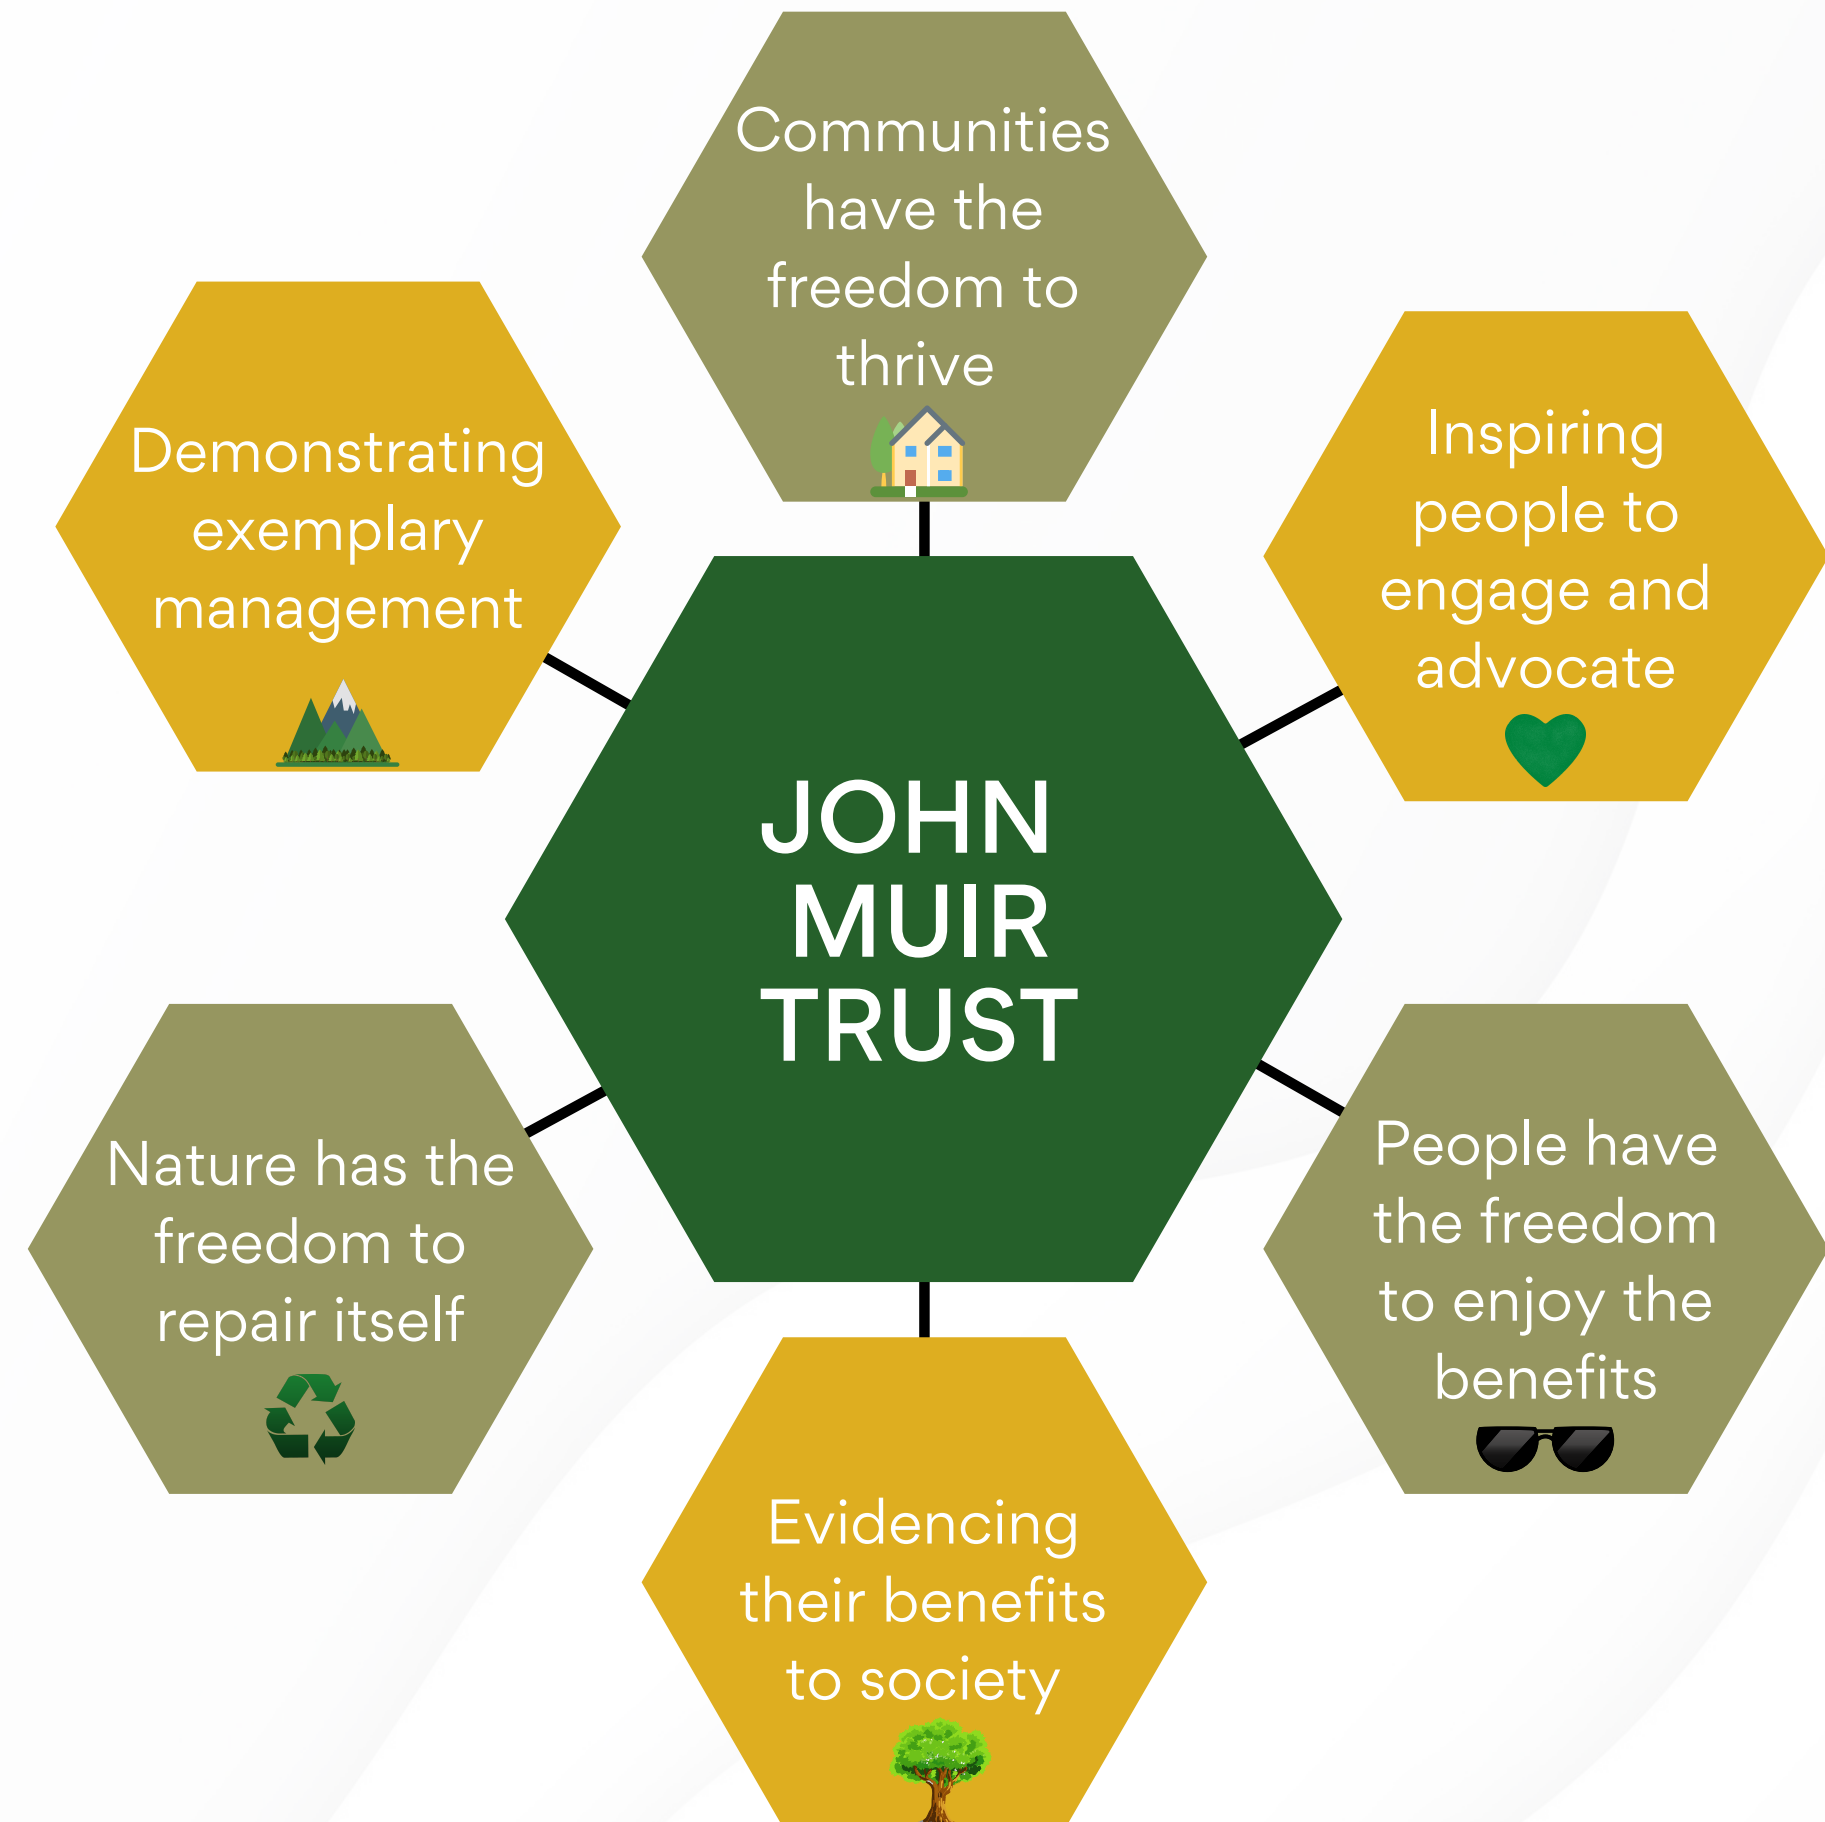 Communities
have the
freedom to
thrive
Demonstrating
exemplary
management
Inspiring
people to
engage and
advocate
JOHN
MUIR
TRUST
Nature has the
freedom to
repair itself
People have
the freedom
to enjoy the
benefits
Evidencing
their benefits
to society